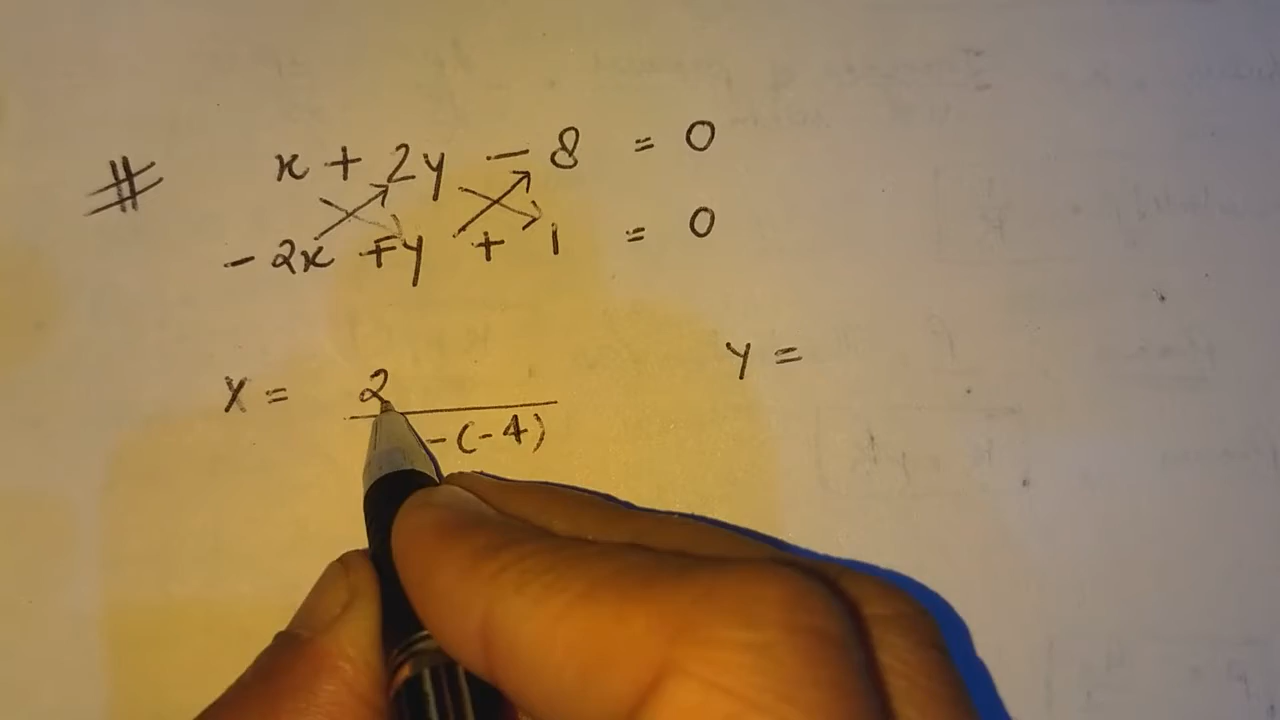 # x + 2y - 8 = 0
- 2x + y + 1 = 0
x = 2 y =
-(-4)